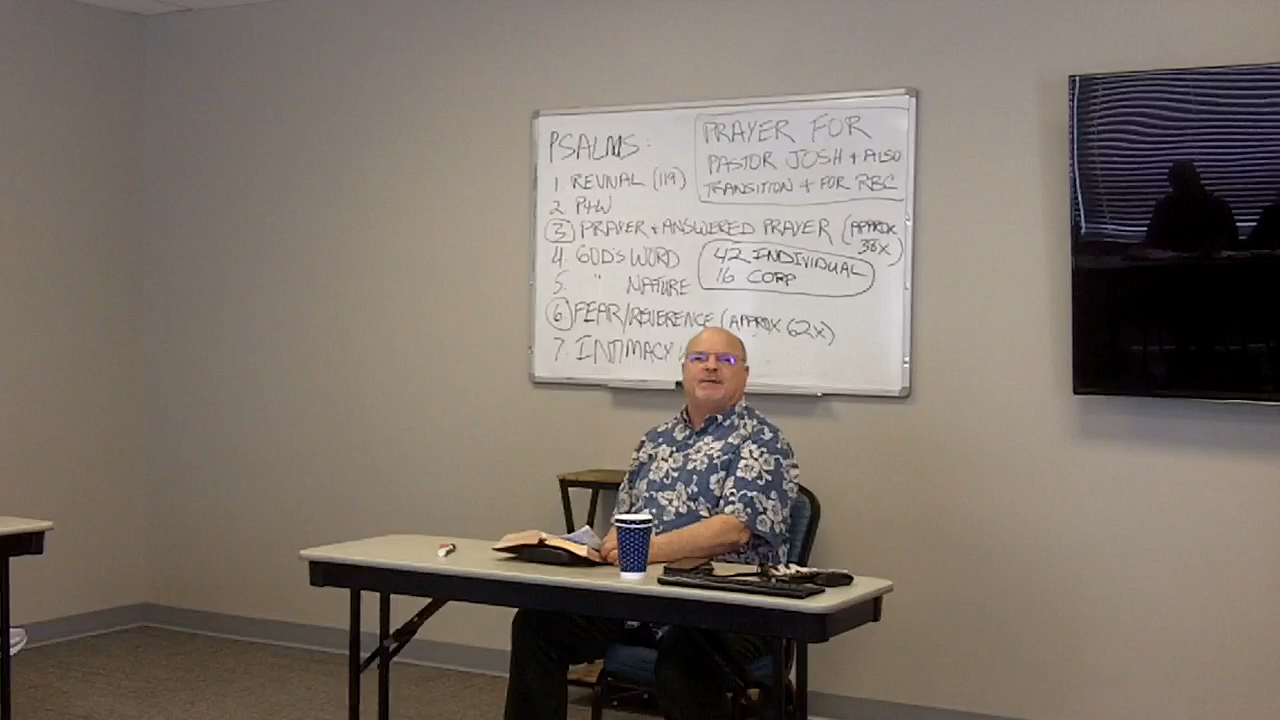 PSALMS:
1. REVIVAL (119)
2. P+W
3. PRAYER + ANSWERED PRAYER (APPROX 38X)
4. GOD'S WORD
5. " NATURE
6. FEAR/REVERENCE (APPROX 62X)
7. INTIMACY
PRAYER FOR
PASTOR JOSH + ALSO
TRANSITION + FOR RBC
42 INDIVIDUAL
16 CORP